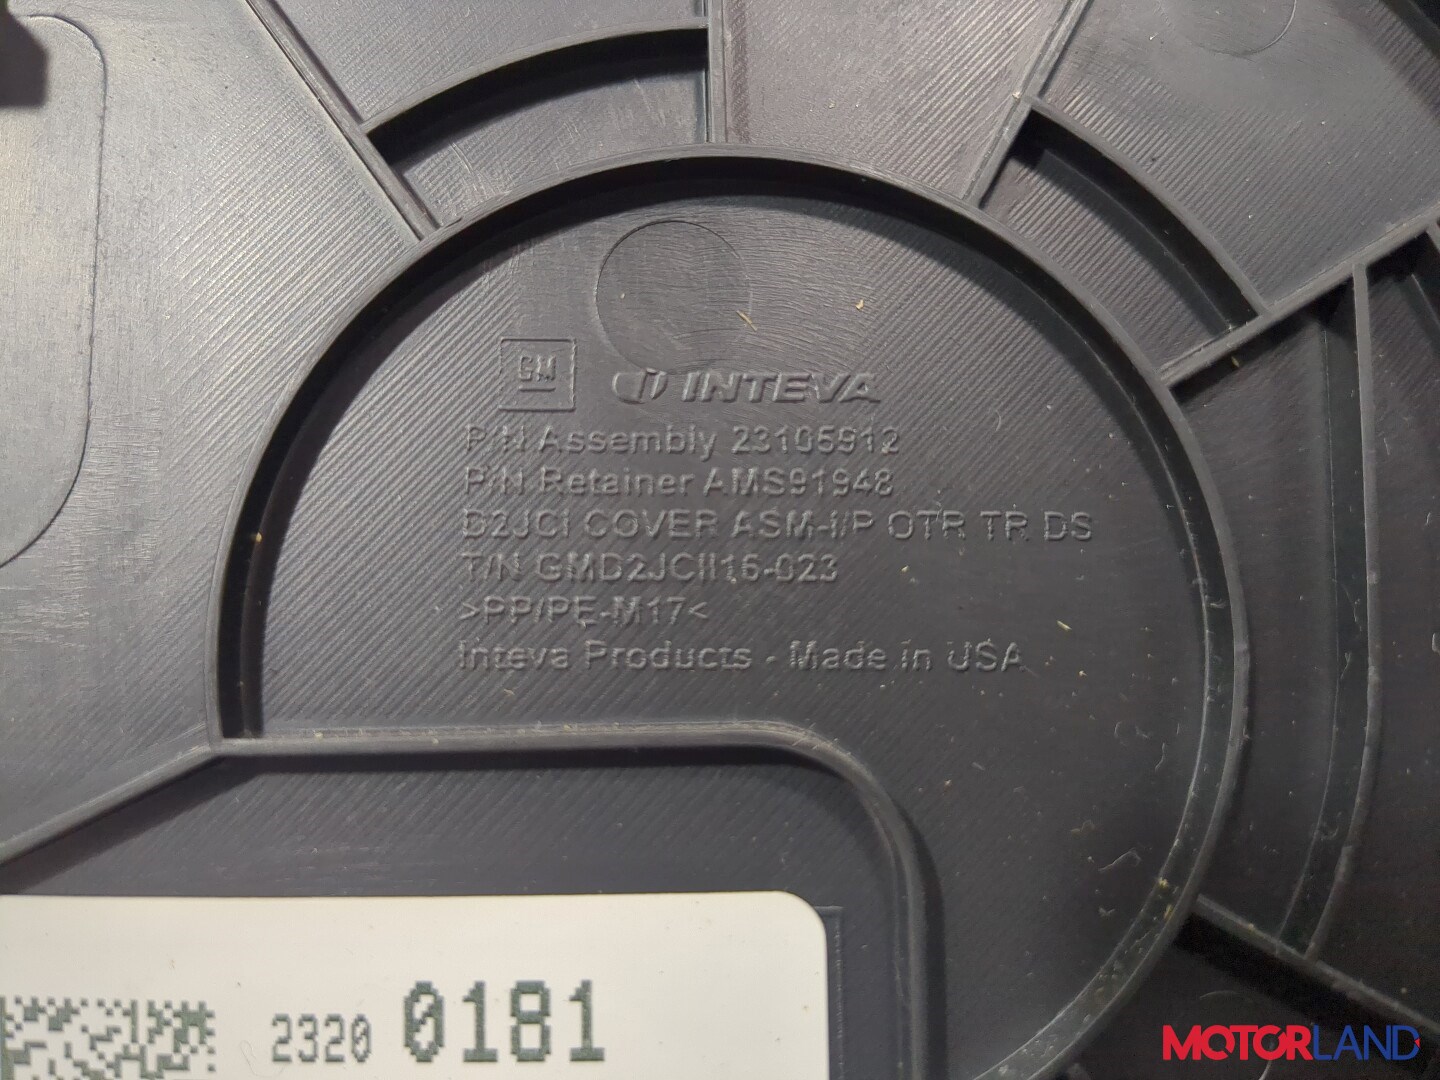 GM INTEVA
P/N Assembly 23105912
P/N Retainer AMS91948
D2JCI COVER ASM-I/P OTR TR DS
T/N GMD2JCII16-023
>PP/PE-M17<
Inteva Products - Made in USA
2320 0181
MOTORLAND